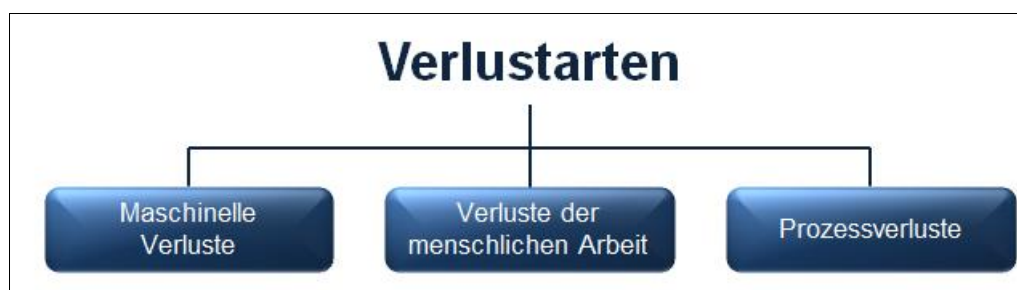 Verlustarten
Maschinelle
Verluste
Verluste der
menschlichen Arbeit
Prozessverluste